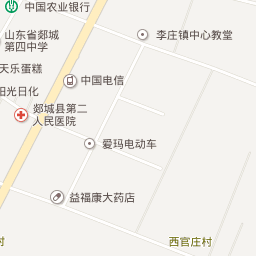 中国农业银行
山东省郯城
第四中学
李庄镇中心教堂
天乐蛋糕
中国电信
阳光日化
郯城县第二
人民医院
爱玛电动车
益福康大药店
西官庄村
村